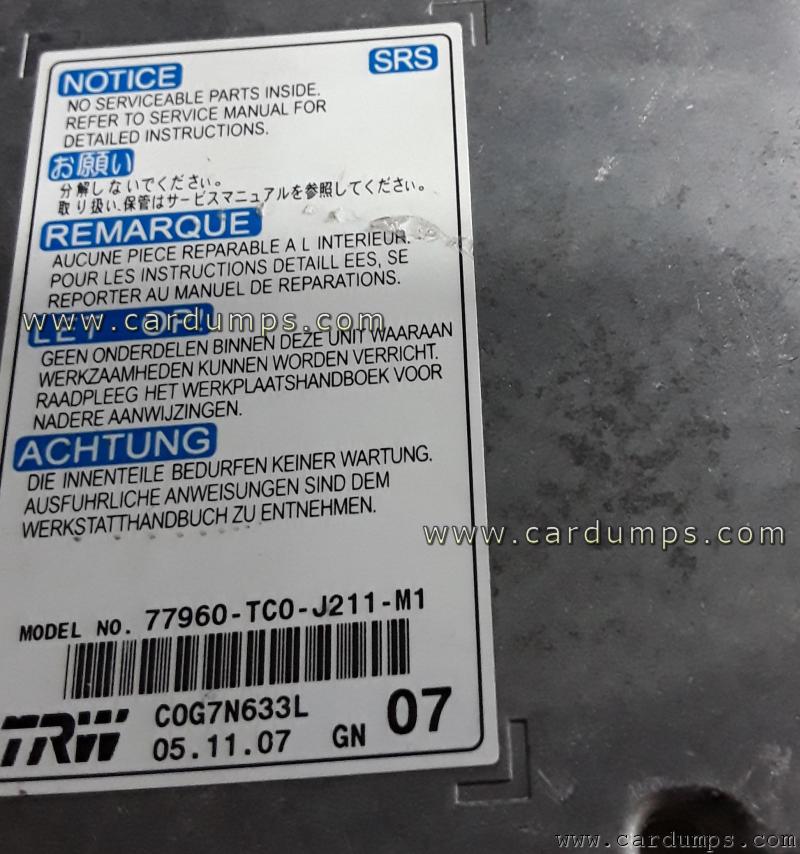 NOTICE SRS
NO SERVICEABLE PARTS INSIDE.
REFER TO SERVICE MANUAL FOR
DETAILED INSTRUCTIONS.
お願い
分解しないでください。
取り扱い、保管はサービスマニュアルを参照してください。
REMARQUE
AUCUNE PIECE REPARABLE A L INTERIEUR.
POUR LES INSTRUCTIONS DETAILL EES, SE
REPORTER AU MANUEL DE REPARATIONS.
LET OP!
www.cardumps.com
GEEN ONDERDELEN BINNEN DEZE UNIT WAARAAN
WERKZAAMHEDEN KUNNEN WORDEN VERRICHT.
RAADPLEEG HET WERKPLAATSHANDBOEK VOOR
NADERE AANWIJZINGEN.
ACHTUNG
DIE INNENTEILE BEDURFEN KEINER WARTUNG.
AUSFUHRLICHE ANWEISUNGEN SIND DEM
WERKSTATTHANDBUCH ZU ENTNEHMEN.
www.cardumps.com
MODEL NO. 77960-TC0-J211-M1
TRW C0G7N633L
05.11.07 GN 07
www.cardumps.com